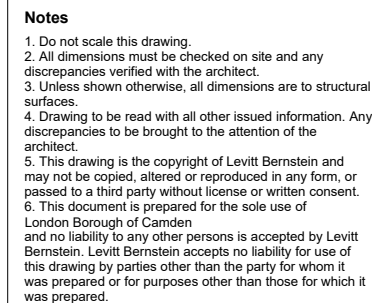 Notes
1. Do not scale this drawing.
2. All dimensions must be checked on site and any
discrepancies verified with the architect.
3. Unless shown otherwise, all dimensions are to structural
surfaces.
4. Drawing to be read with all other issued information. Any
discrepancies to be brought to the attention of the
architect.
5. This drawing is the copyright of Levitt Bernstein and
may not be copied, altered or reproduced in any form, or
passed to a third party without license or written consent.
6. This document is prepared for the sole use of
London Borough of Camden
and no liability to any other persons is accepted by Levitt
Bernstein. Levitt Bernstein accepts no liability for use of
this drawing by parties other than the party for whom it
was prepared or for purposes other than those for which it
was prepared.